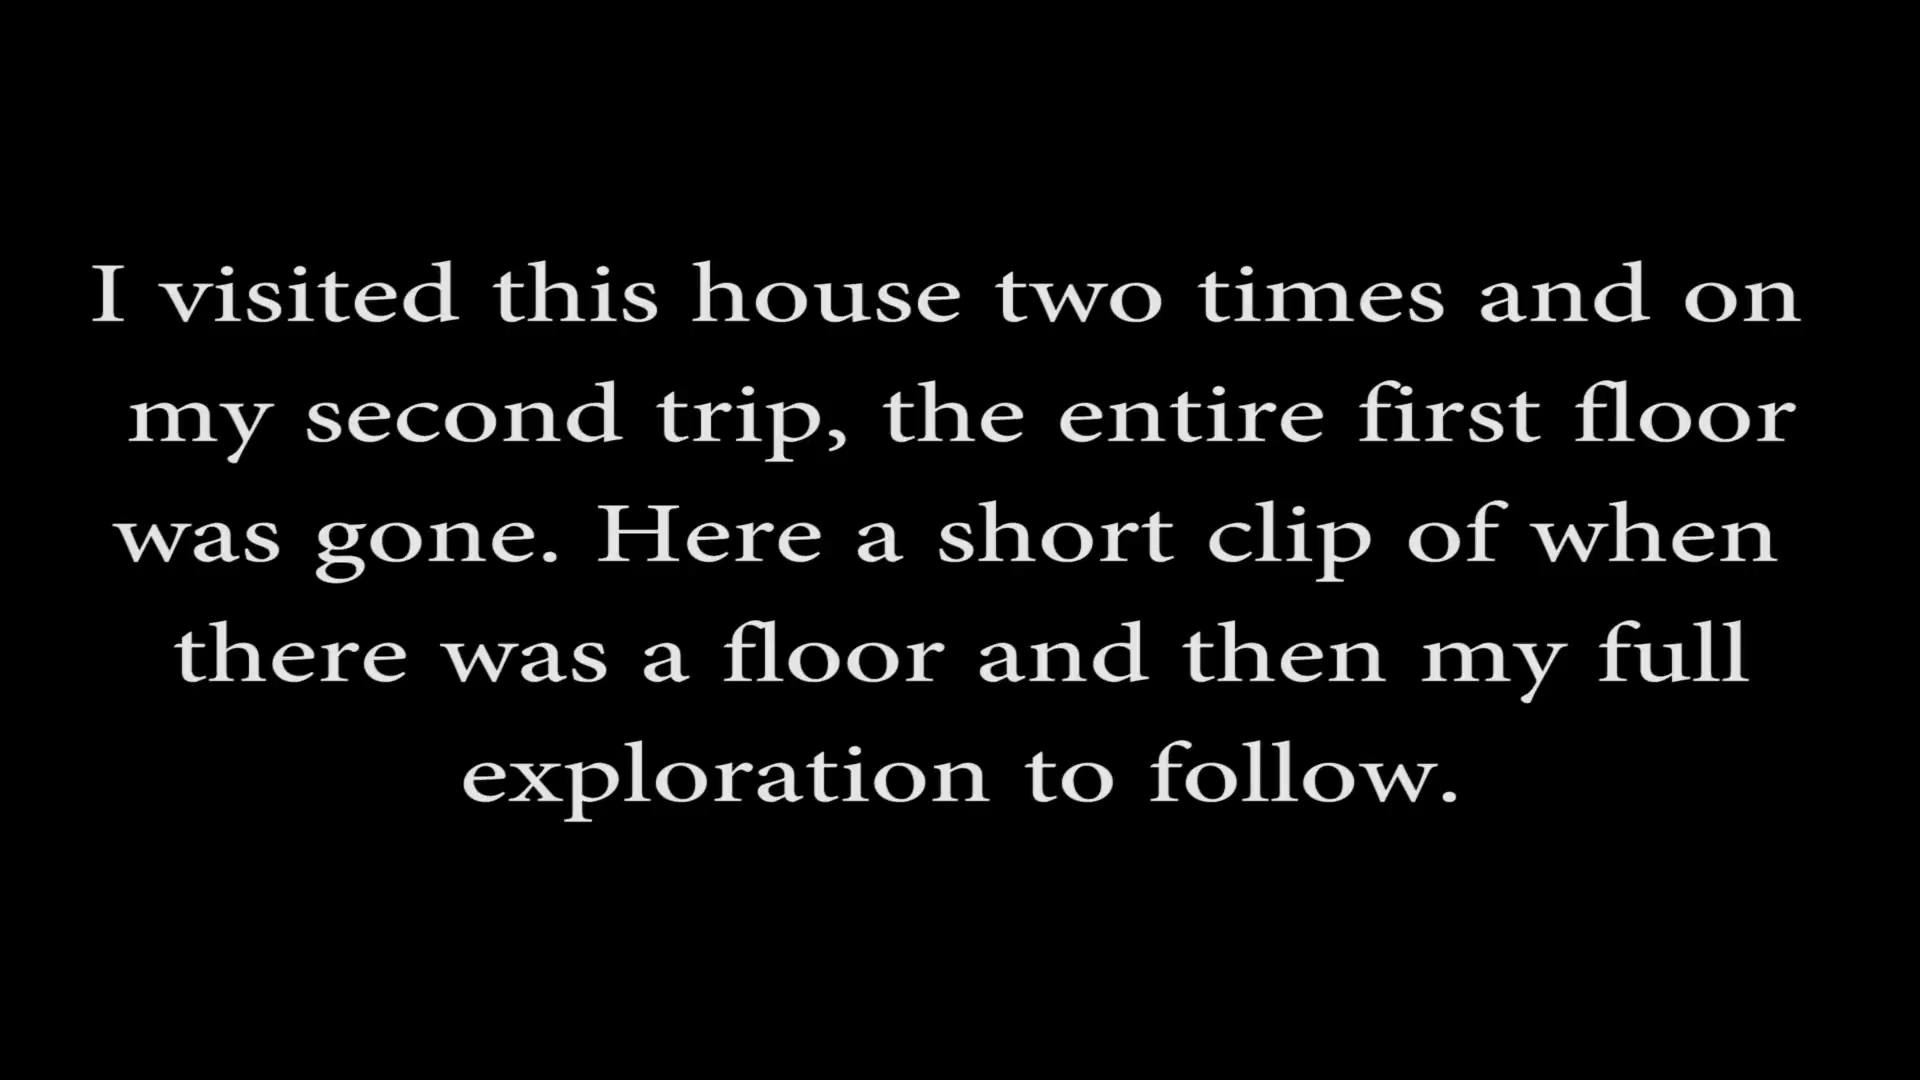 I visited this house two times and on
my second trip, the entire first floor
was gone. Here a short clip of when
there was a floor and then my full
exploration to follow.